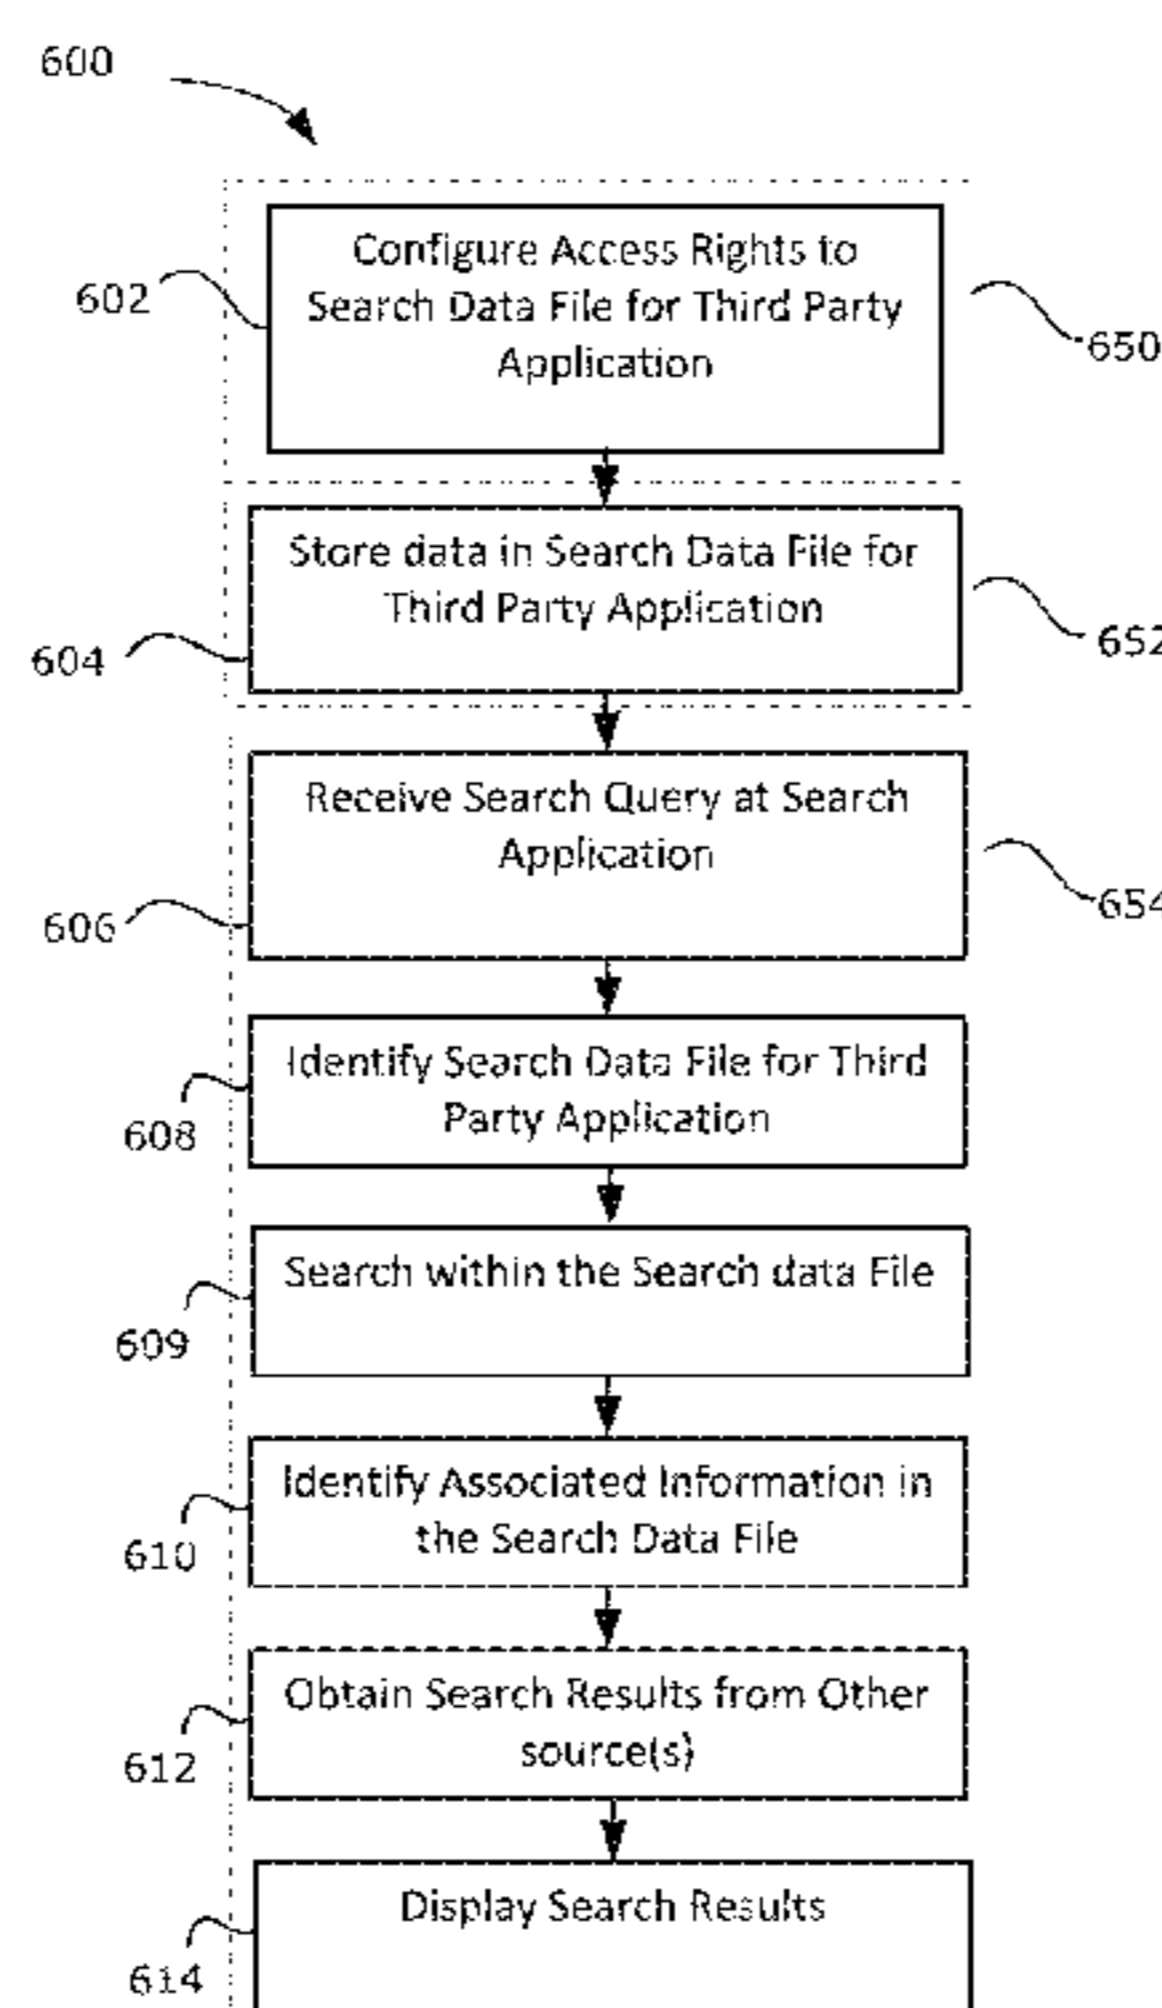 600
Configure Access Rights to
Search Data File for Third Party
Application
602
650
Store data in Search Data File for
Third Party Application
604
652
Receive Search Query at Search
Application
606
654
Identify Search Data File for Third
Party Application
608
Search within the Search data File
609
Identify Associated Information in
the Search Data File
610
Obtain Search Results from Other
source(s)
612
Display Search Results
614